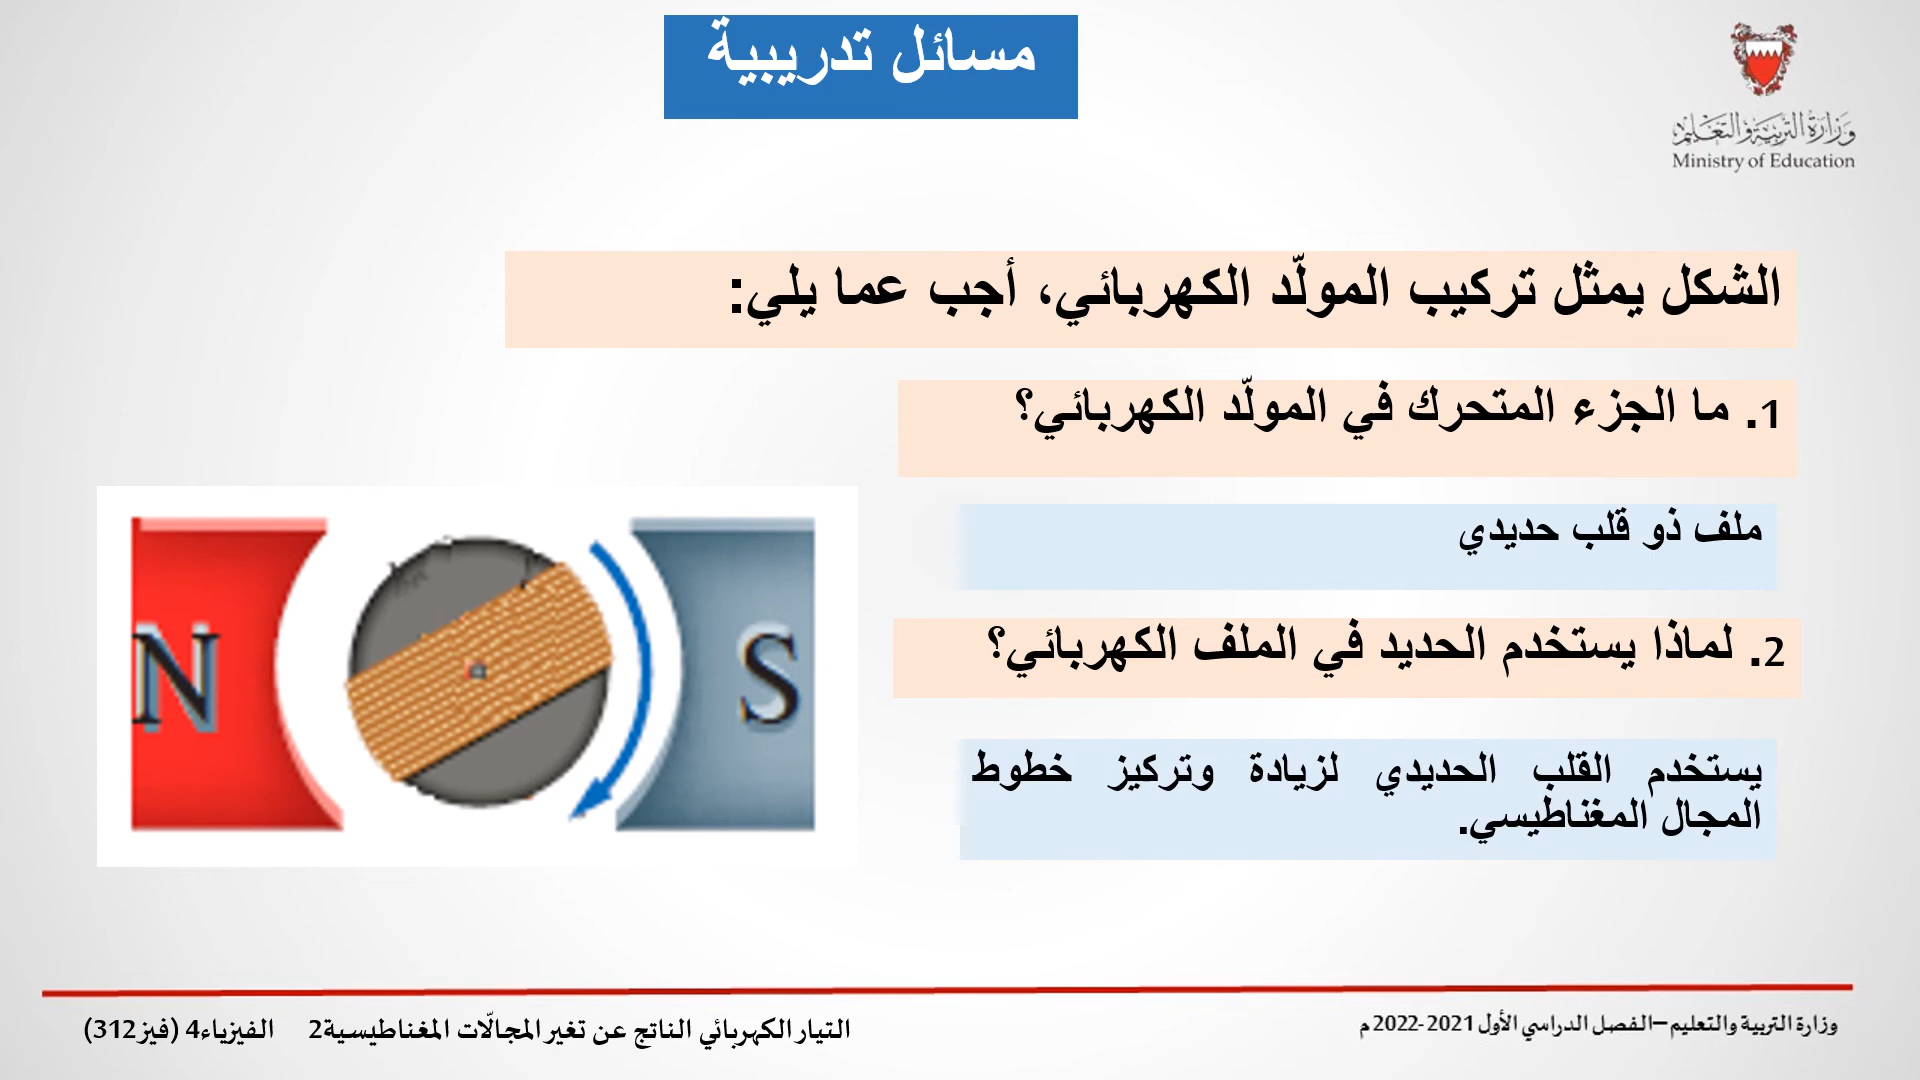 مسائل تدريبية
وزارة التربية والتعليم
Ministry of Education
الشكل يمثل تركيب المولّد الكهربائي، أجب عما يلي:
1. ما الجزء المتحرك في المولّد الكهربائي؟
ملف ذو قلب حديدي
2. لماذا يستخدم الحديد في الملف الكهربائي؟
يستخدم القلب الحديدي لزيادة وتركيز خطوط
المجال المغناطيسي.
N
S
وزارة التربية والتعليم –الفصل الدراسي الأول 2021-2022م
التيار الكهربائي الناتج عن تغير المجالّات المغناطيسية2 الفيزياء4 (فيز312)